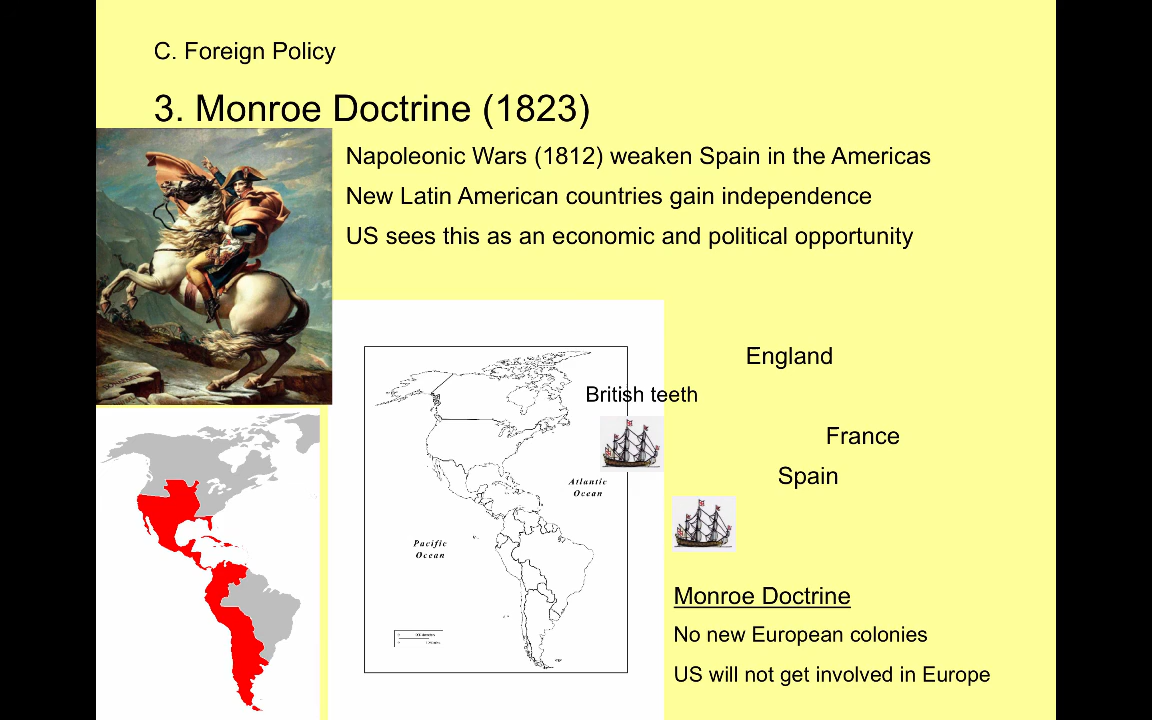 C. Foreign Policy
3. Monroe Doctrine (1823)
Napoleonic Wars (1812) weaken Spain in the Americas
New Latin American countries gain independence
US sees this as an economic and political opportunity
England
British teeth
France
Spain
Atlantic
Ocean
Pacific
Ocean
Monroe Doctrine
No new European colonies
US will not get involved in Europe